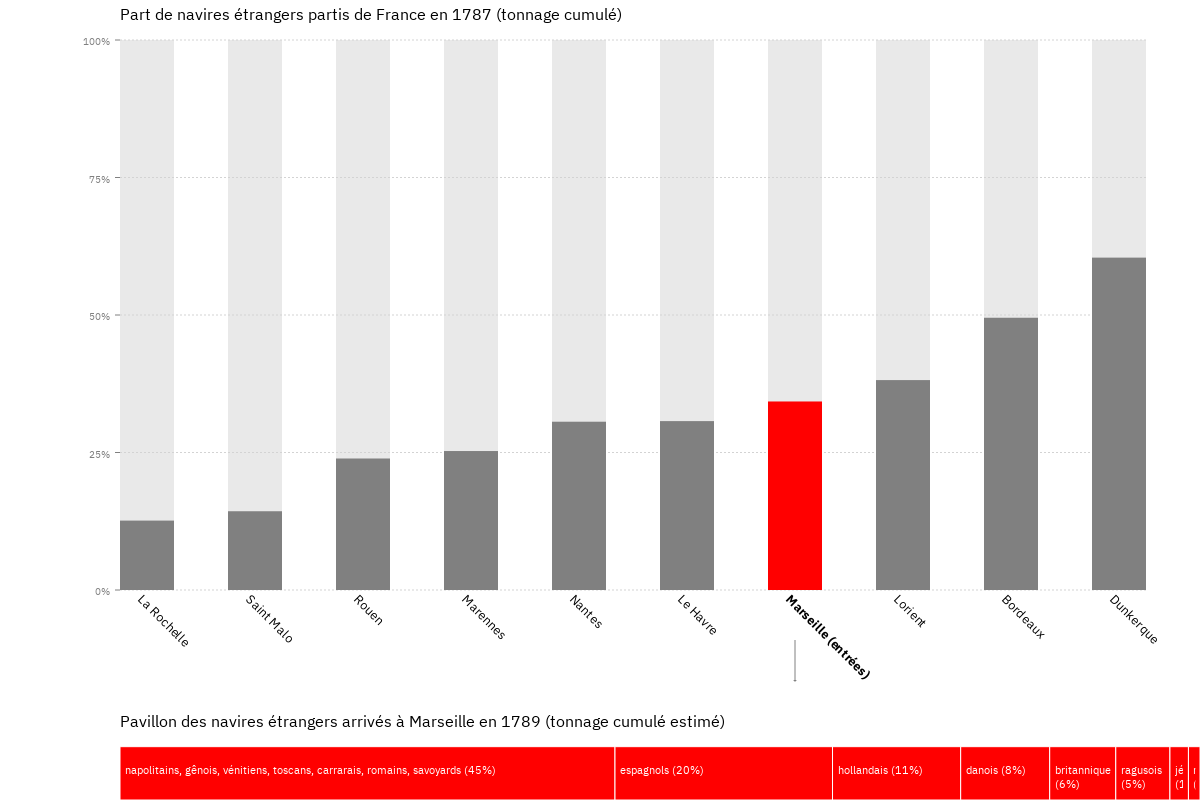 Part de navires étrangers partis de France en 1787 (tonnage cumulé)
100%
75%
50%
25%
0%
La Rochelle
Saint Malo
Rouen
Marennes
Nantes
Le Havre
Marseille (entrées)
Lorient
Bordeaux
Dunkerque
Pavillon des navires étrangers arrivés à Marseille en 1789 (tonnage cumulé estimé)
napolitains, gênois, vénitiens, toscans, carrarais, romains, savoyards (45%)
espagnols (20%)
hollandais (11%)
danois (8%)
britannique
(6%)
ragusois
(5%)